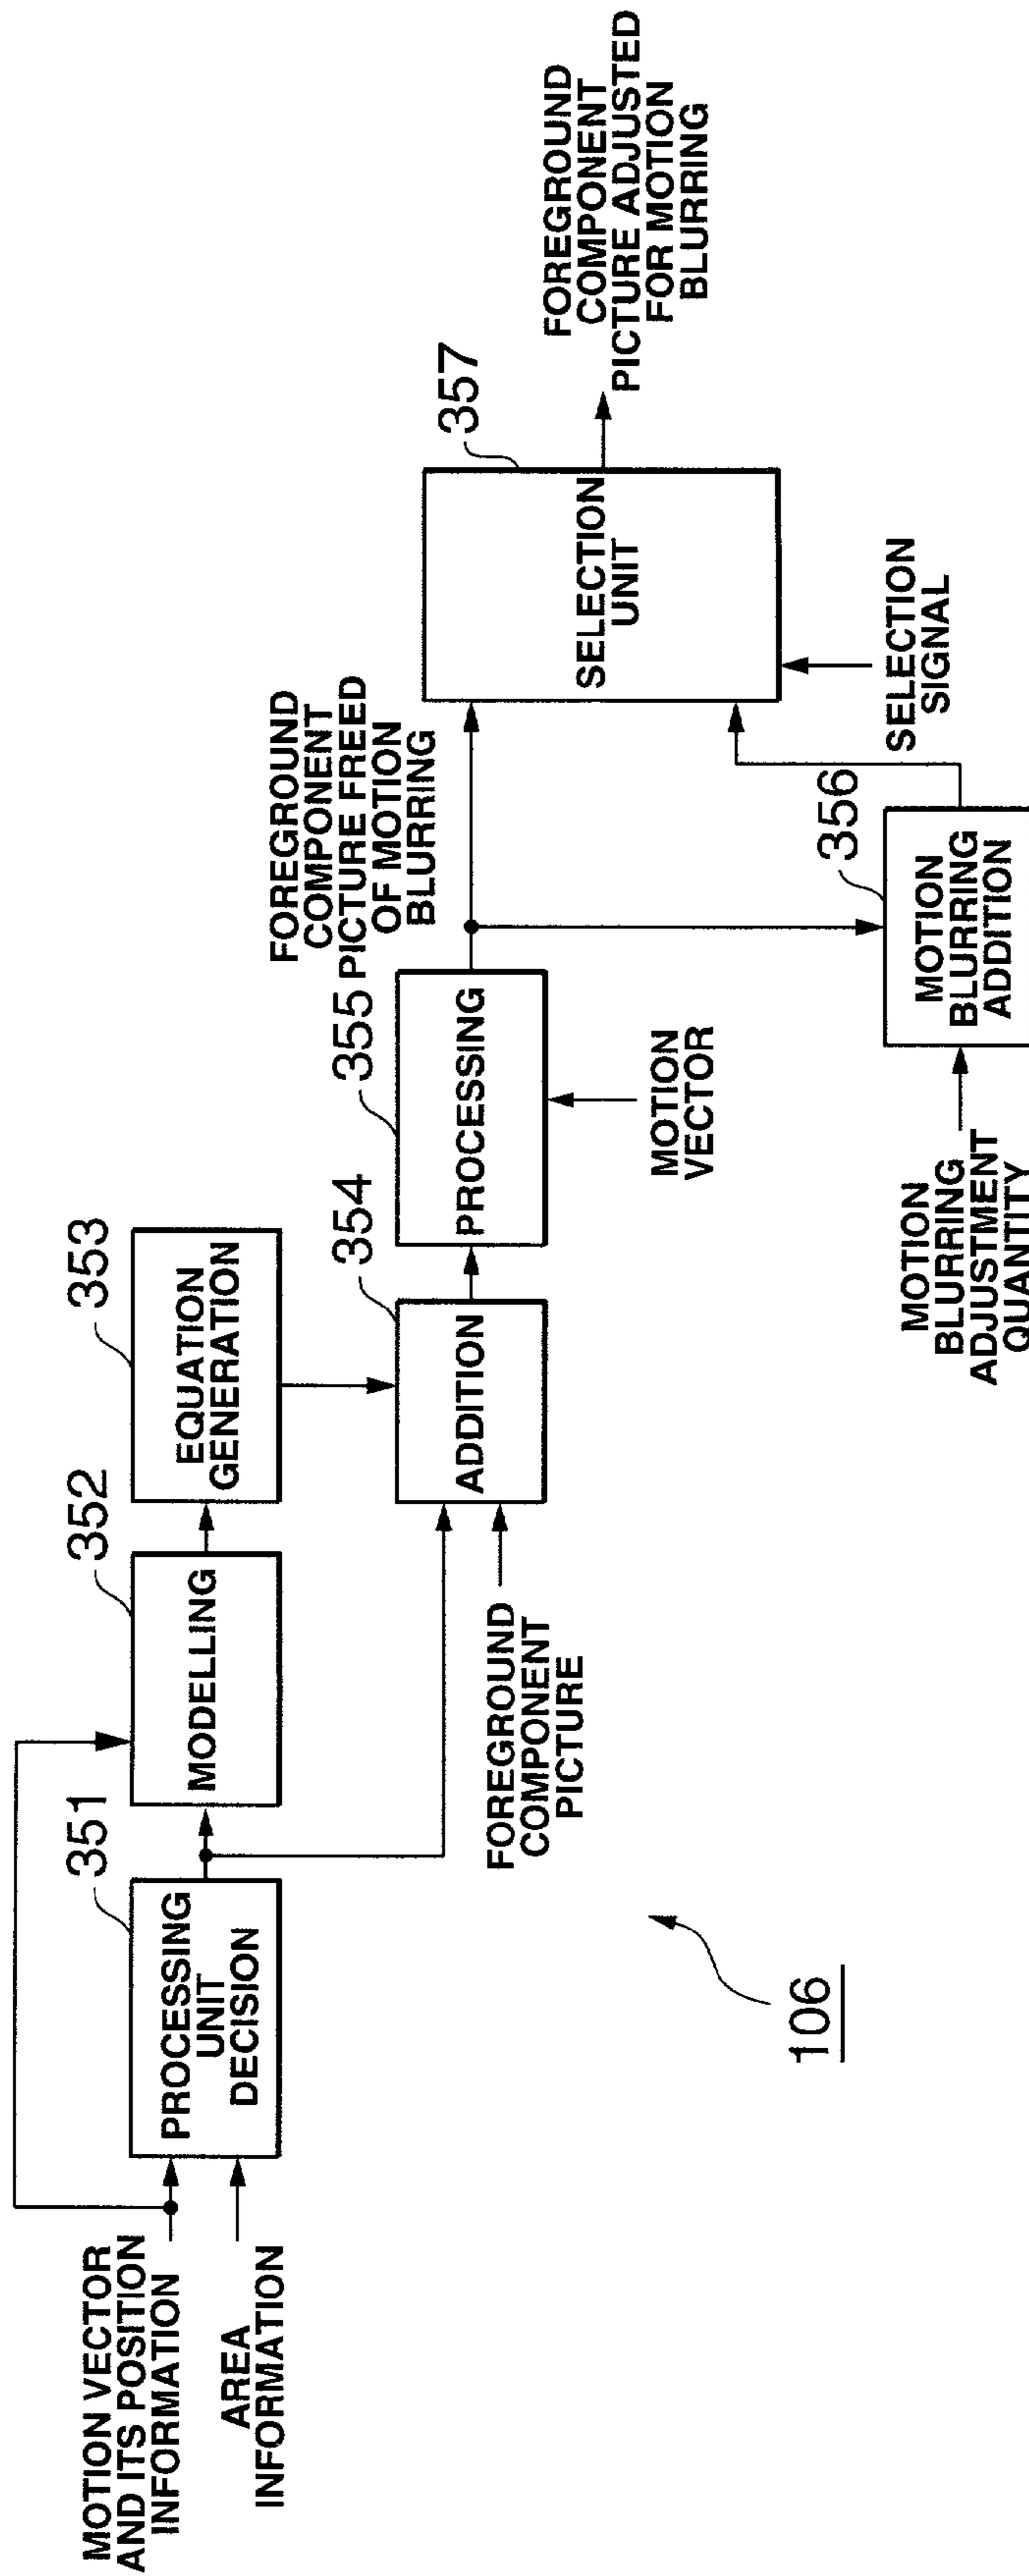 MOTION VECTOR
AND ITS POSITION
INFORMATION
AREA
INFORMATION
351
PROCESSING
UNIT
DECISION
352
MODELLING
353
EQUATION
GENERATION
FOREGROUND
COMPONENT
PICTURE
354
ADDITION
355
PROCESSING
MOTION
VECTOR
FOREGROUND
COMPONENT
PICTURE FREED
OF MOTION
BLURRING
MOTION
BLURRING
ADJUSTMENT
QUANTITY
356
MOTION
BLURRING
ADDITION
357
SELECTION
UNIT
SELECTION
SIGNAL
FOREGROUND
COMPONENT
PICTURE ADJUSTED
FOR MOTION
BLURRING
106